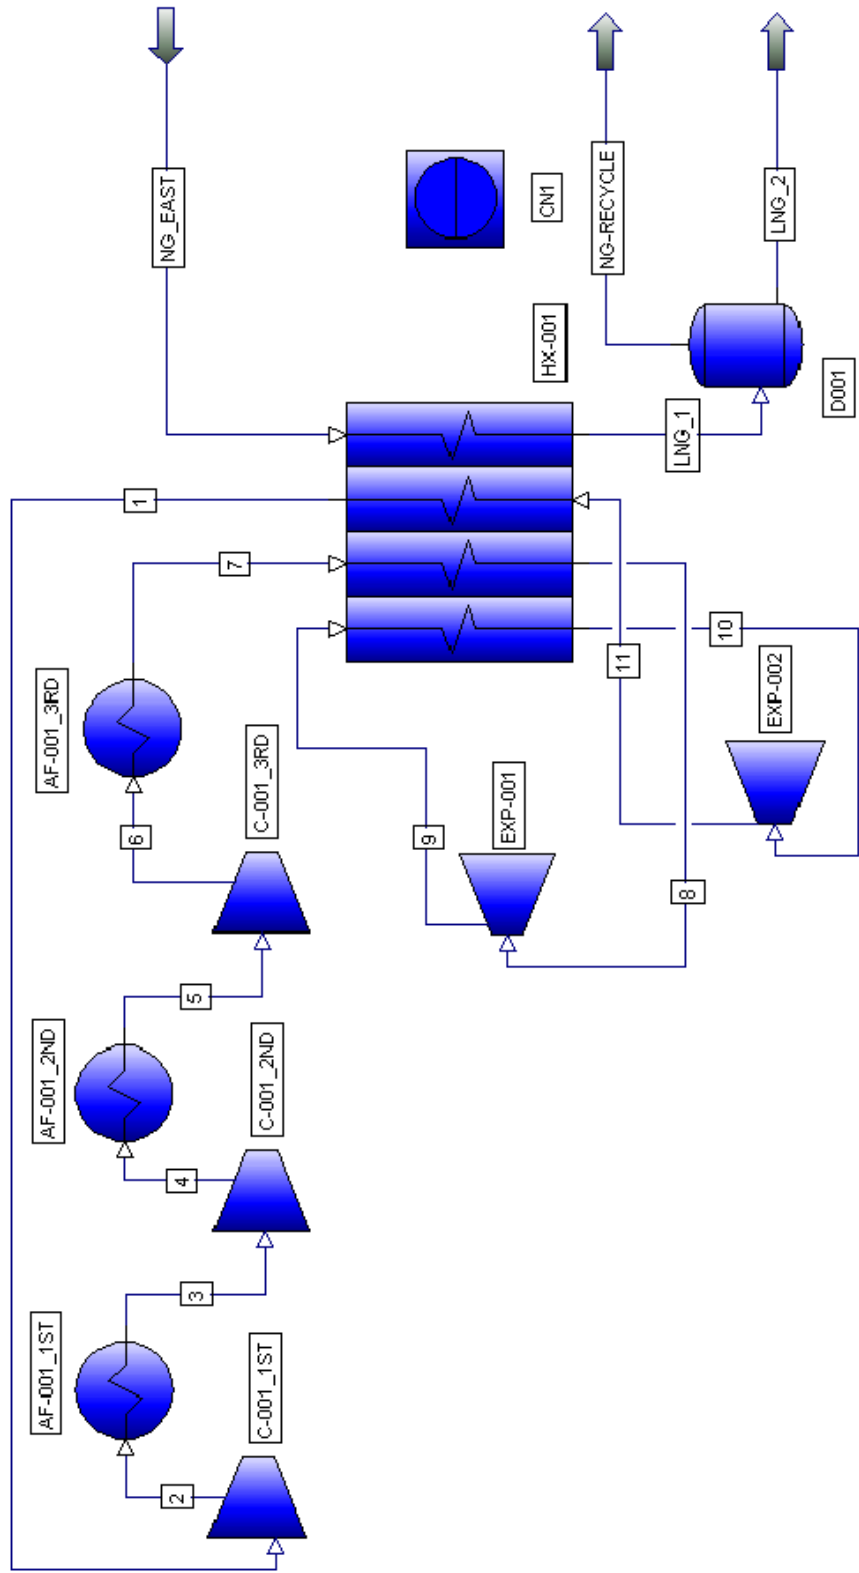 AF-001_1ST
AF-001_2ND
AF-001_3RD
6
1
NG_EAST
2
4
3
5
7
C-001_1ST
C-001_2ND
C-001_3RD
9
EXP-001
HX-001
CN1
NG-RECYCLE
11
8
LNG_1
10
EXP-002
LNG_2
D001